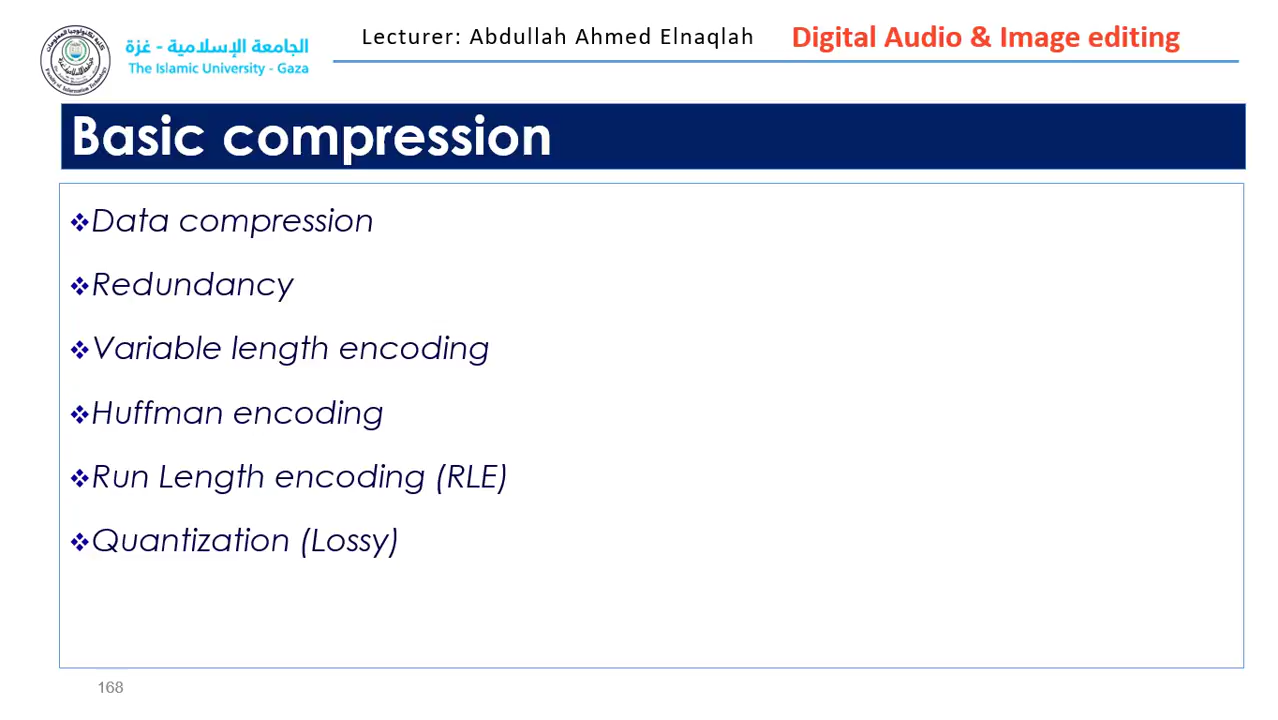 Lecturer: Abdullah Ahmed Elnaqlah
Digital Audio & Image editing
الجامعة الإسلامية - غزة
The Islamic University - Gaza
Basic compression
❖Data compression
❖Redundancy
❖Variable length encoding
❖Huffman encoding
❖Run Length encoding (RLE)
❖Quantization (Lossy)
168